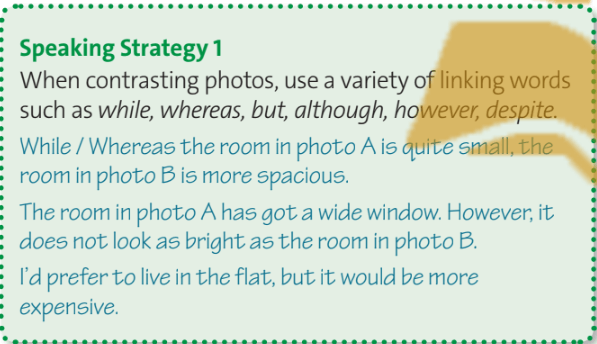 Speaking Strategy 1
When contrasting photos, use a variety of linking words
such as while, whereas, but, although, however, despite.
While / Whereas the room in photo A is quite small, the
room in photo B is more spacious.
The room in photo A has got a wide window. However, it
does not look as bright as the room in photo B.
I'd prefer to live in the flat, but it would be more
expensive.